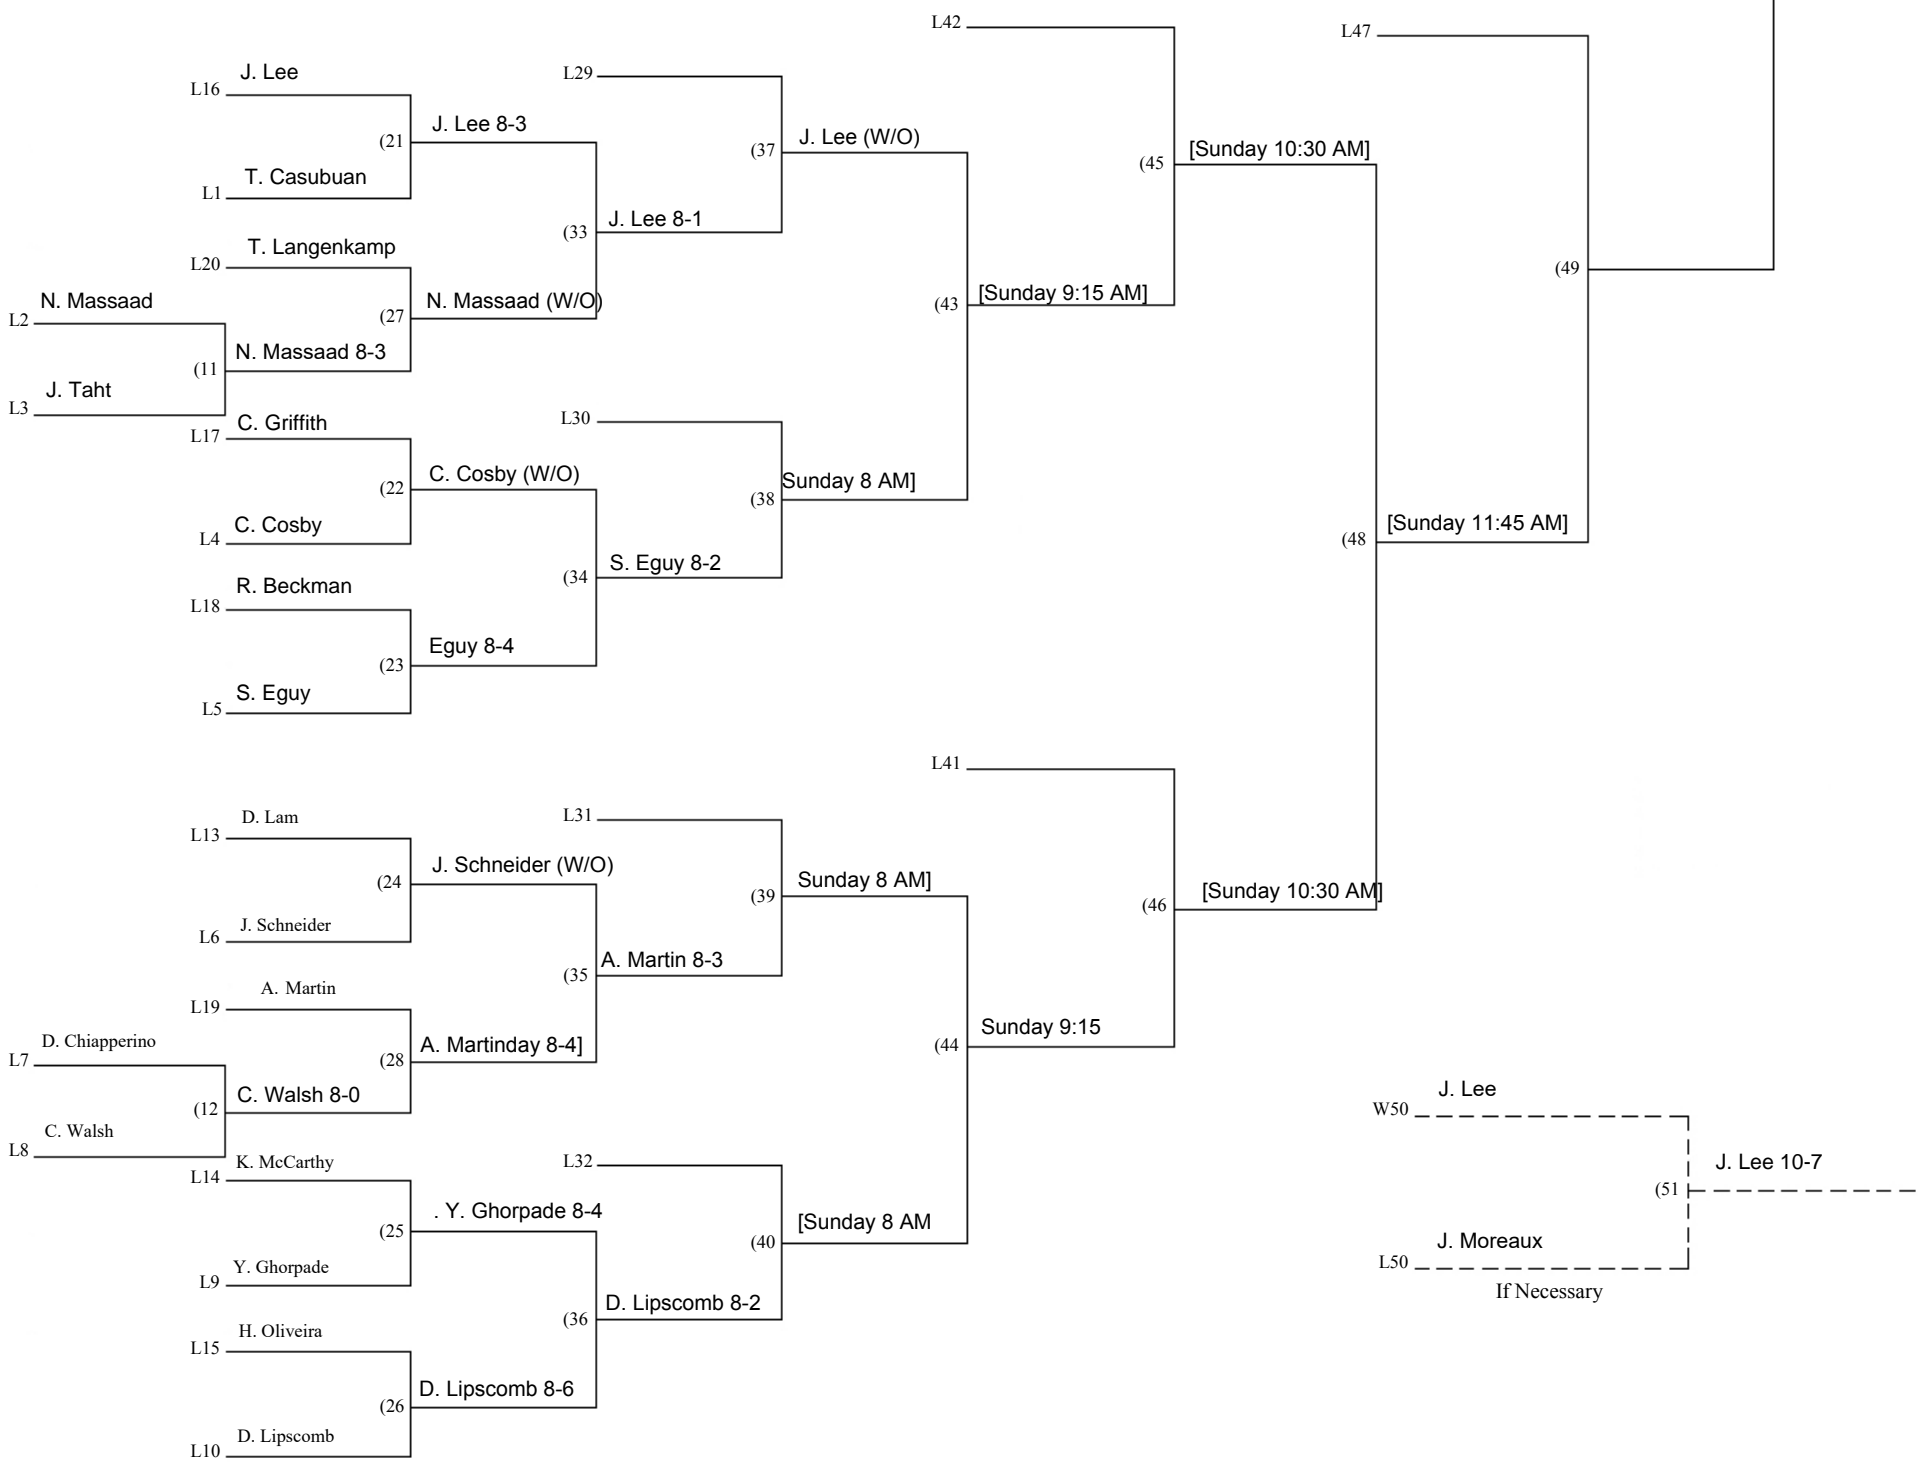 L42
L47
J. Lee
L16
L29
J. Lee 8-3
(21
J. Lee (W/O)
(37
[Sunday 10:30 AM]
(45
T. Casubuan
L1
J. Lee 8-1
(33
T. Langenkamp
L20
(49
N. Massaad
L2
N. Massaad (W/O)
(27
[Sunday 9:15 AM]
(43
N. Massaad 8-3
(11
J. Taht
L3
C. Griffith
L17
L30
C. Cosby (W/O)
(22
Sunday 8 AM]
(38
C. Cosby
L4
[Sunday 11:45 AM]
(48
S. Eguy 8-2
(34
R. Beckman
L18
Eguy 8-4
(23
S. Eguy
L5
L41
D. Lam
L13
L31
J. Schneider (W/O)
(24
Sunday 8 AM]
(39
[Sunday 10:30 AM]
(46
J. Schneider
L6
A. Martin 8-3
(35
A. Martin
L19
D. Chiapperino
L7
A. Martinday 8-4]
(28
Sunday 9:15
(44
C. Walsh 8-0
(12
J. Lee
W50
C. Walsh
L8
K. McCarthy
L14
L32
J. Lee 10-7
(51
. Y. Ghorpade 8-4
(25
[Sunday 8 AM
(40
J. Moreaux
L50
Y. Ghorpade
L9
If Necessary
D. Lipscomb 8-2
(36
H. Oliveira
L15
D. Lipscomb 8-6
(26
D. Lipscomb
L10